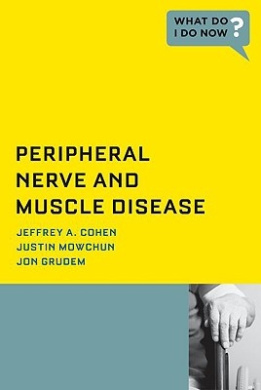 WHAT DO
I DO NOW
?
PERIPHERAL
NERVE AND
MUSCLE DISEASE
JEFFREY A. COHEN
JUSTIN MOWCHUN
JON GRUDEM